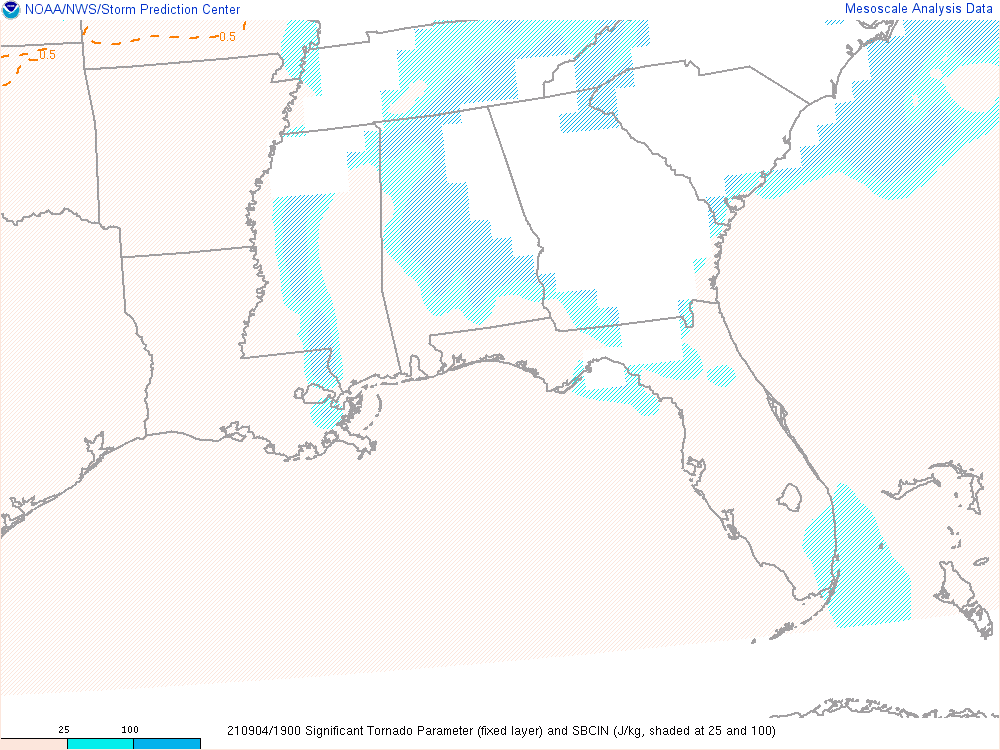 NOAA/NWS/Storm Prediction Center
Mesoscale Analysis Data
0.5
0.5
25 100
210904/1900 Significant Tornado Parameter (fixed layer) and SBCIN (J/kg, shaded at 25 and 100)